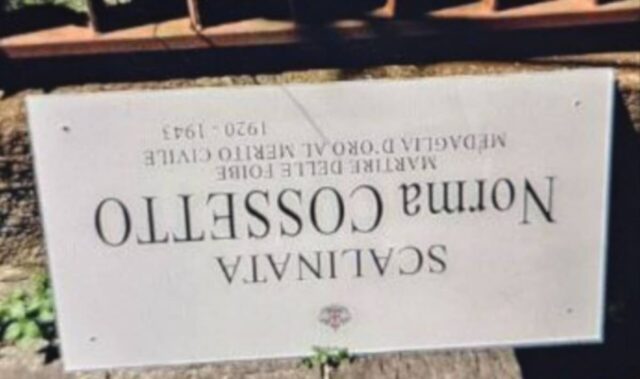 SCALINATA
Norma COSSETTO
MARTIRE DELLE FOIBE
MEDAGLIA D'ORO AL MERITO CIVILE
1920 - 1943